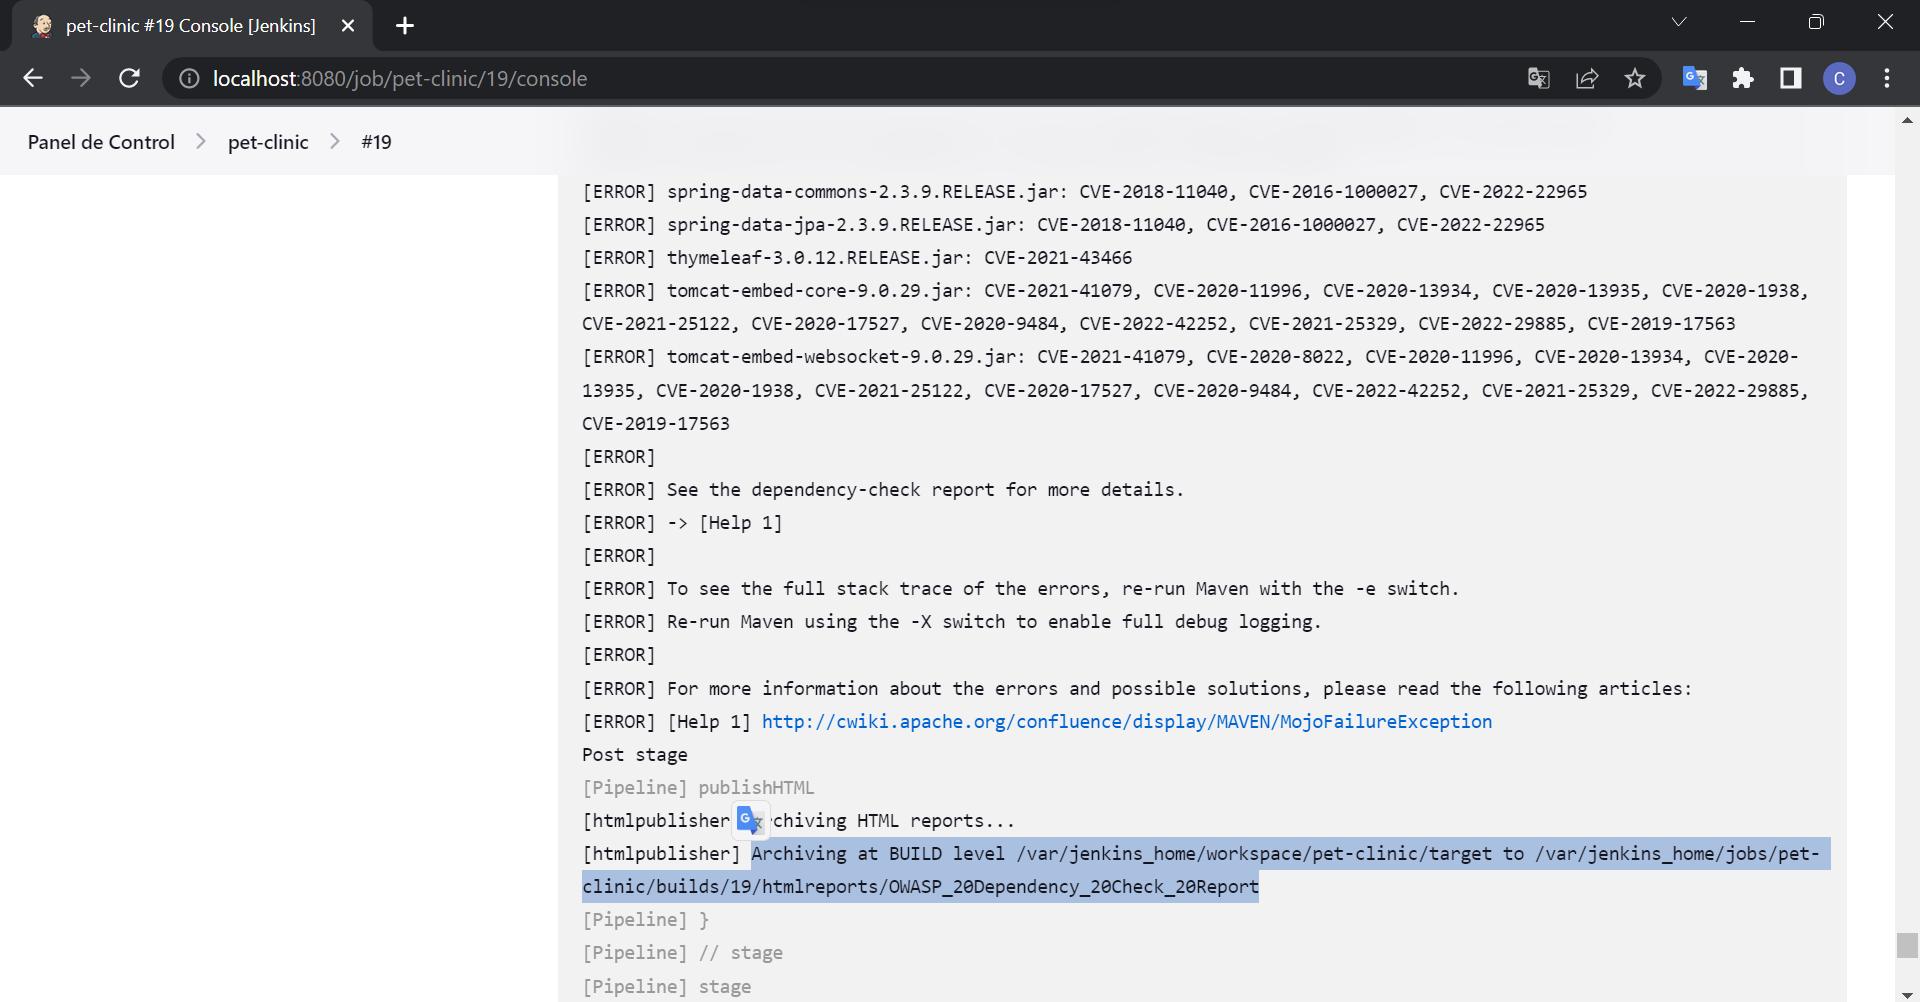 pet-clinic #19 Console [Jenkins]
localhost:8080/job/pet-clinic/19/console
C
Panel de Control
pet-clinic
#19
[ERROR] spring-data-commons-2.3.9.RELEASE.jar: CVE-2018-11040, CVE-2016-1000027, CVE-2022-22965
[ERROR] spring-data-jpa-2.3.9.RELEASE.jar: CVE-2018-11040, CVE-2016-1000027, CVE-2022-22965
[ERROR] thymeleaf-3.0.12.RELEASE.jar: CVE-2021-43466
[ERROR] tomcat-embed-core-9.0.29.jar: CVE-2021-41079, CVE-2020-11996, CVE-2020-13934, CVE-2020-13935, CVE-2020-1938,
CVE-2021-25122, CVE-2020-17527, CVE-2020-9484, CVE-2022-42252, CVE-2021-25329, CVE-2022-29885, CVE-2019-17563
[ERROR] tomcat-embed-websocket-9.0.29.jar: CVE-2021-41079, CVE-2020-8022, CVE-2020-11996, CVE-2020-13934, CVE-2020-
13935, CVE-2020-1938, CVE-2021-25122, CVE-2020-17527, CVE-2020-9484, CVE-2022-42252, CVE-2021-25329, CVE-2022-29885,
CVE-2019-17563
[ERROR]
[ERROR] See the dependency-check report for more details.
[ERROR] -> [Help 1]
[ERROR]
[ERROR] To see the full stack trace of the errors, re-run Maven with the -e switch.
[ERROR] Re-run Maven using the -X switch to enable full debug logging.
[ERROR]
[ERROR] For more information about the errors and possible solutions, please read the following articles:
[ERROR] [Help 1] http://cwiki.apache.org/confluence/display/MAVEN/MojoFailureException
Post stage
[Pipeline] publishHTML
[htmlpublisher chiving HTML reports...
[htmlpublisher] Archiving at BUILD level /var/jenkins_home/workspace/pet-clinic/target to /var/jenkins_home/jobs/pet-
clinic/builds/19/htmlreports/OWASP_20Dependency_20Check_20Report
[Pipeline] }
[Pipeline] // stage
[Pipeline] stage